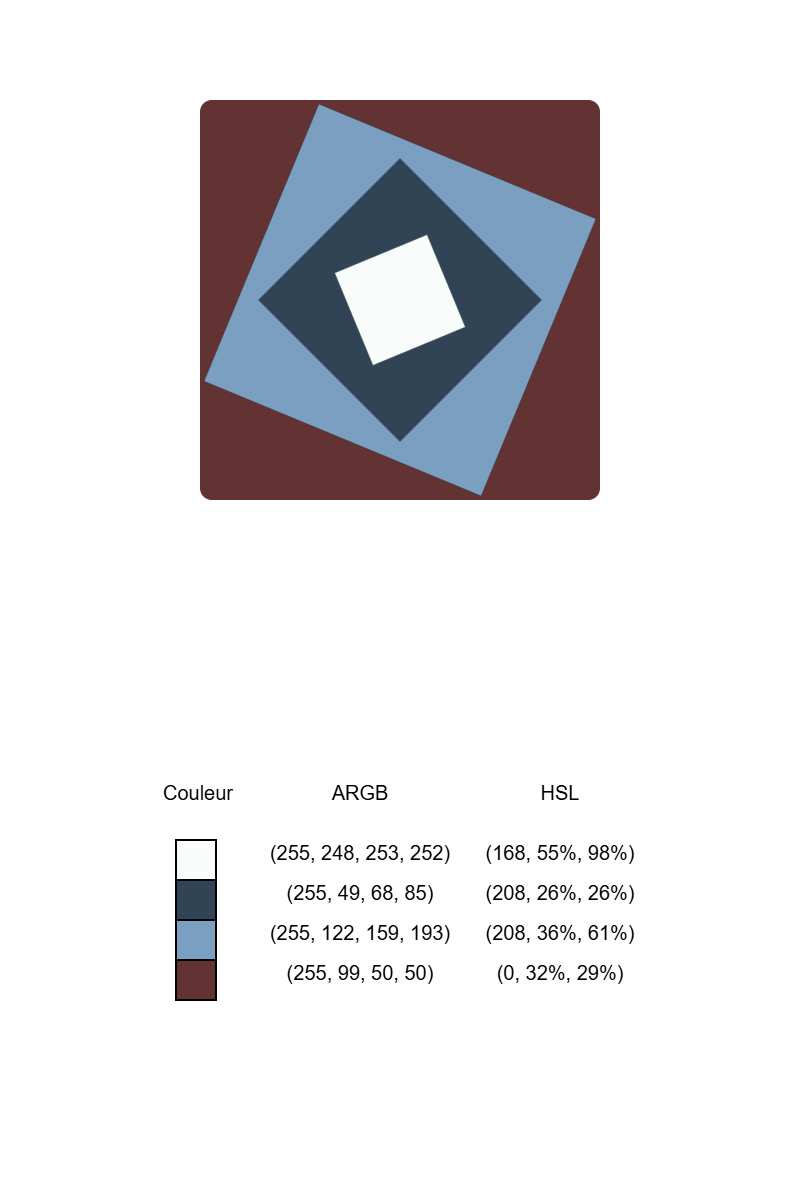 Couleur ARGB HSL
(255, 248, 253, 252) (168, 55%, 98%)
(255, 49, 68, 85) (208, 26%, 26%)
(255, 122, 159, 193) (208, 36%, 61%)
(255, 99, 50, 50) (0, 32%, 29%)